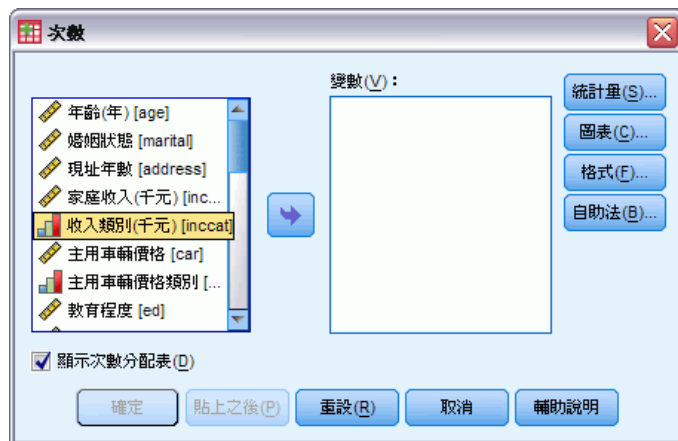 次數
變數(V)：
年齡(年) [age]
婚姻狀態 [marital]
現址年數 [address]
家庭收入(千元) [inc...
收入類別(千元) [inccat]
主用車輛價格 [car]
主用車輛價格類別 [...
教育程度 [ed]
統計量(S)...
圖表(C)...
格式(F)...
自助法(B)...
顯示次數分配表(D)
確定
貼上之後(P)
重設(R)
取消
輔助說明